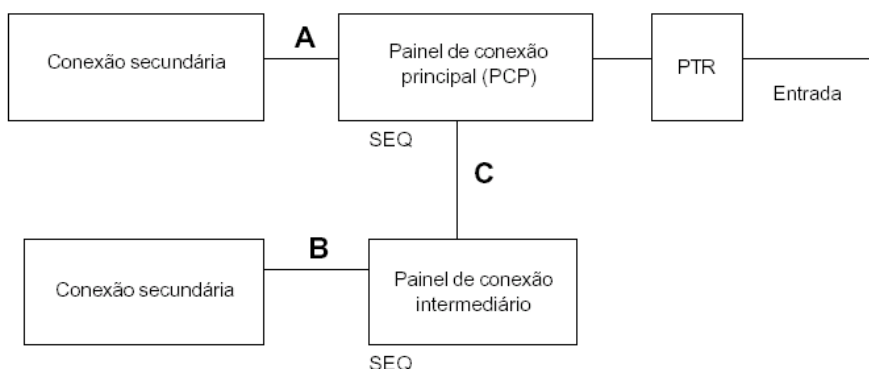 Conexão secundária
A
Painel de conexão
principal (PCP)
PTR
Entrada
SEQ
C
Conexão secundária
B
Painel de conexão
intermediário
SEQ